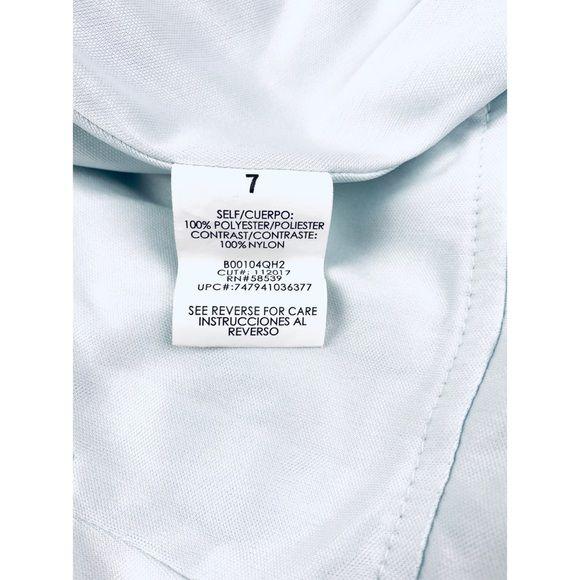 7
SELF/CUERPO:
100% POLYESTER/POLIESTER
CONTRAST/CONTRASTE:
100% NYLON
B00104QH2
CUT#: 112017
RN#58539
UPC#:747941036377
SEE REVERSE FOR CARE
INSTRUCCIONES AL
REVERSO